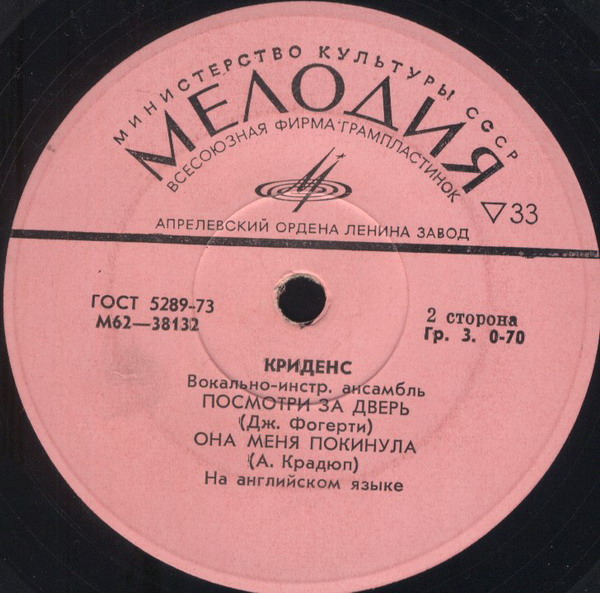 МИНИСТЕРСТВО КУЛЬТУРЫ СССР
МЕЛОДИЯ
ВСЕСОЮЗНАЯ ФИРМА ГРАМПЛАСТИНОК
▽33
АПРЕЛЕВСКИЙ ОРДЕНА ЛЕНИНА ЗАВОД
ГОСТ 5289-73
М62—38132
2 сторона
Гр. 3. 0-70
КРИДЕНС
Вокально-инстр. ансамбль
ПОСМОТРИ ЗА ДВЕРЬ
(Дж. Фогерти)
ОНА МЕНЯ ПОКИНУЛА
(А. Крадюп)
На английском языке